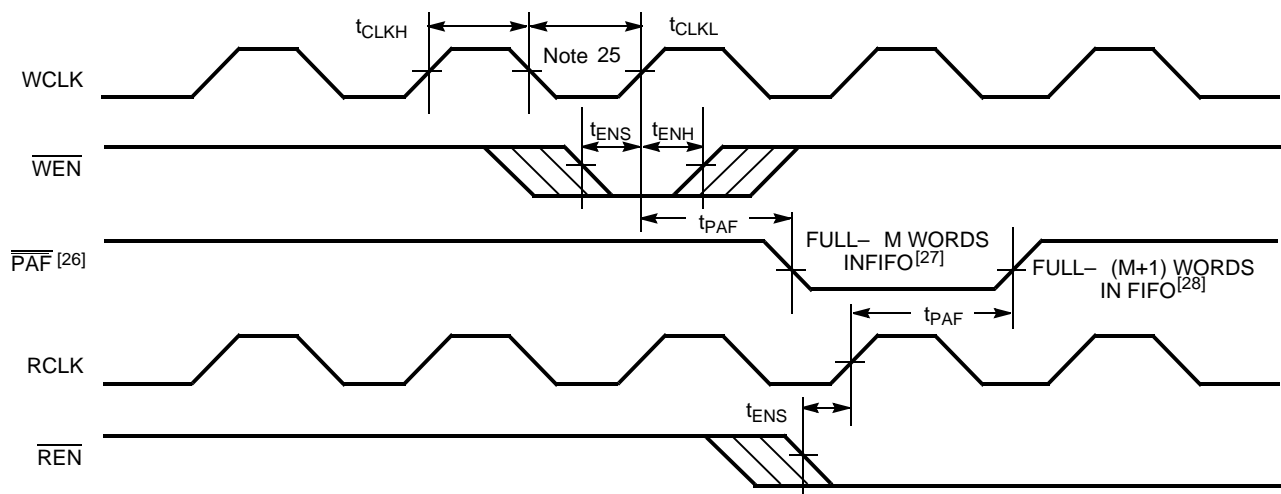 tCLKH
tCLKL
Note 25
WCLK
tENS
tENH
WEN
tPAF
PAF [26]
FULL– M WORDS
INFIFO[27]
FULL– (M+1) WORDS
IN FIFO[28]
tPAF
RCLK
tENS
REN